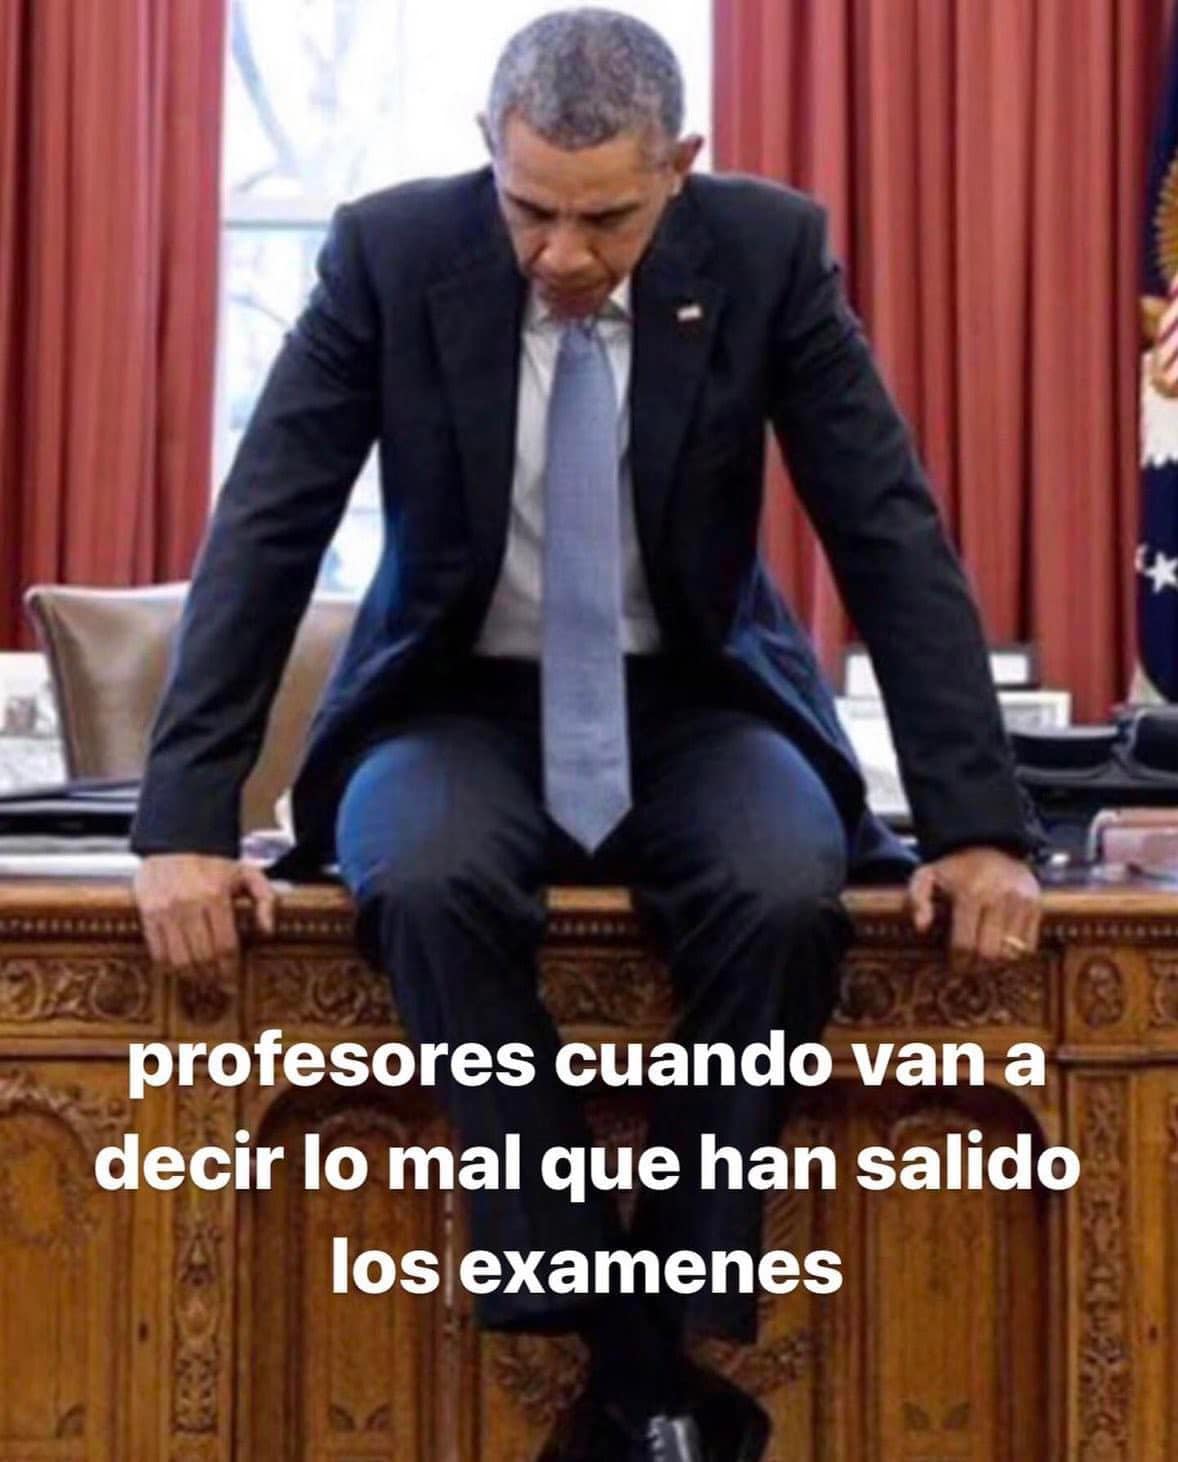 profesores cuando van a
decir lo mal que han salido
los examenes